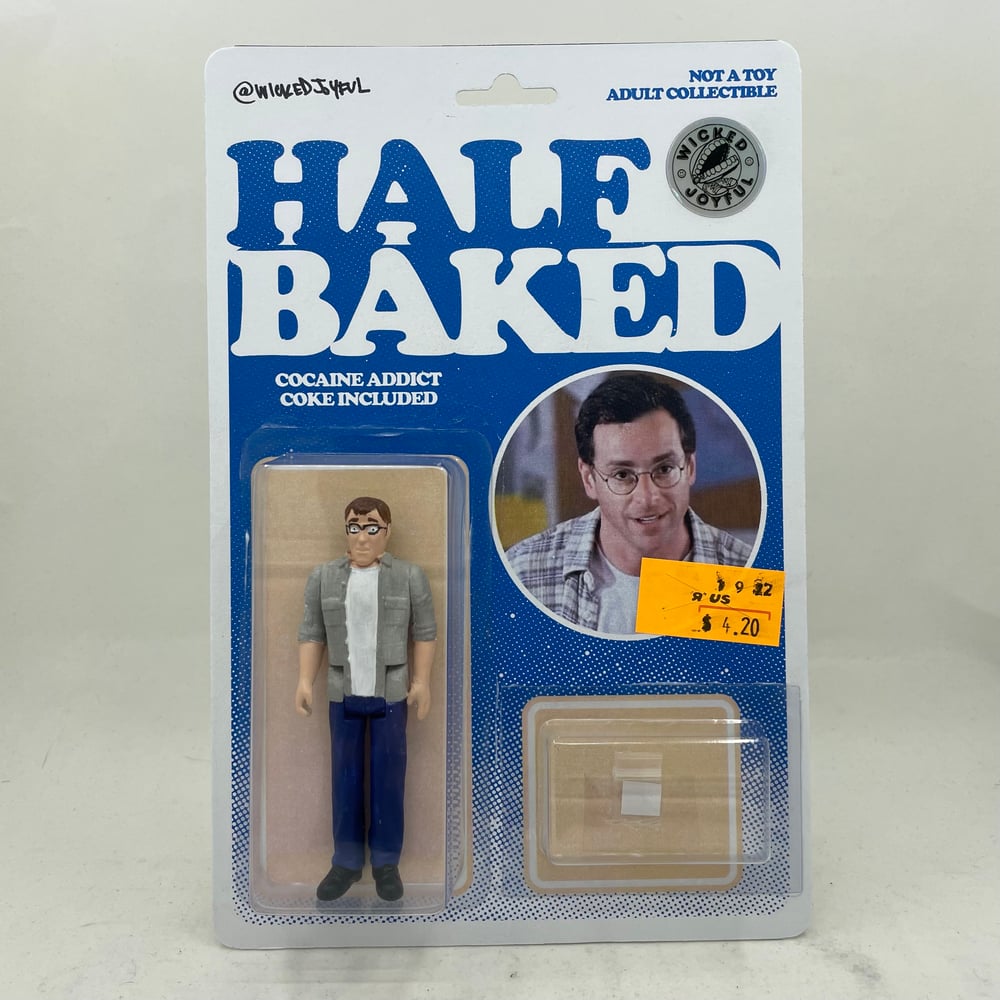 @WICKEDJOYFUL
NOT A TOY
ADULT COLLECTIBLE
WICKED
JOYFUL
HALF
BAKED
COCAINE ADDICT
COKE INCLUDED
R US
$ 4.20